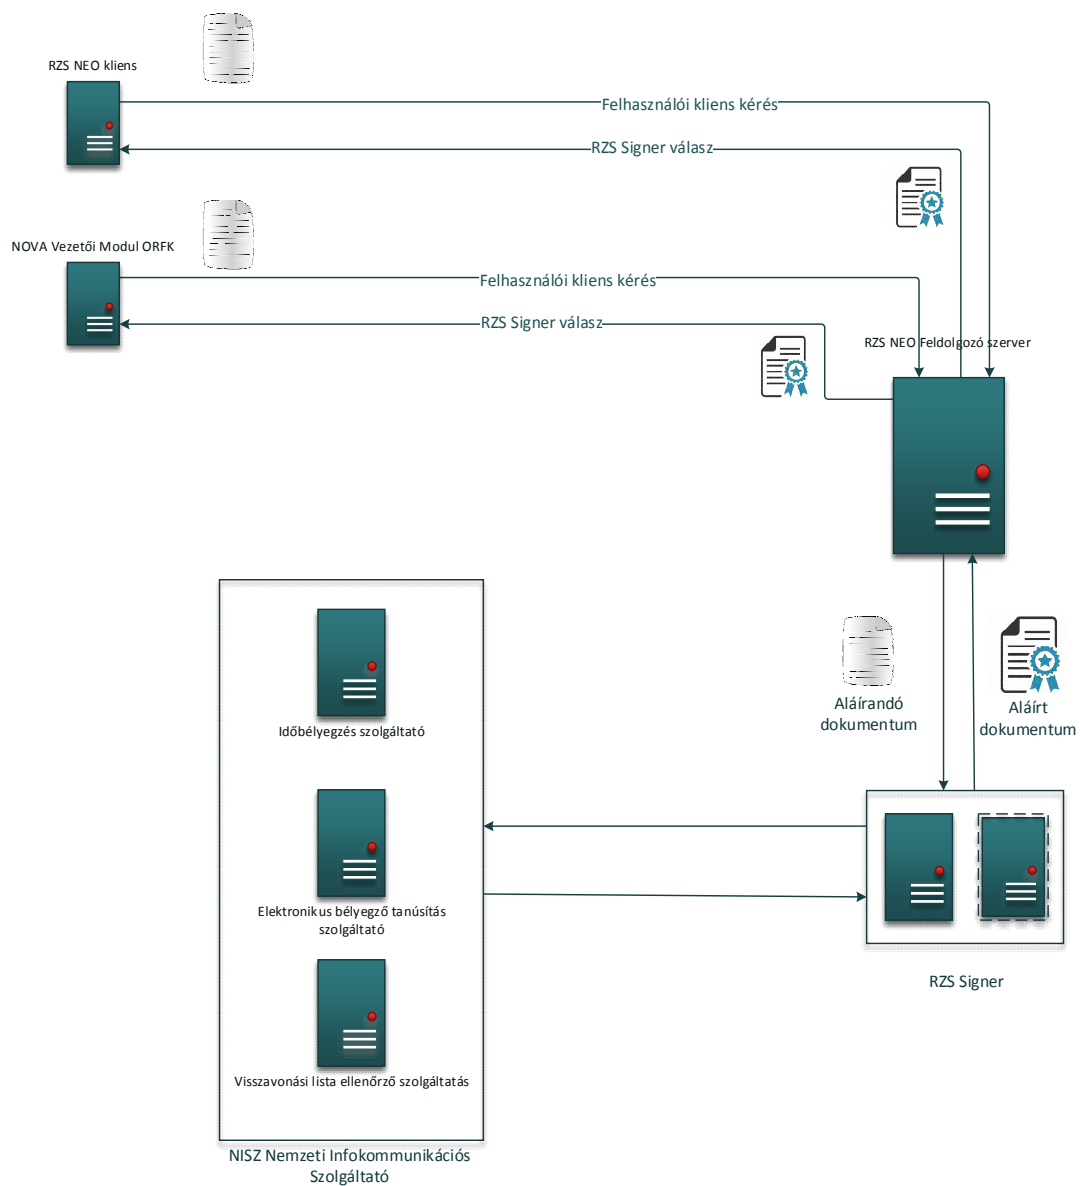 RZS NEO kliens
Felhasználói kliens kérés
RZS Signer válasz
NOVA Vezetői Modul ORFK
Felhasználói kliens kérés
RZS Signer válasz
RZS NEO Feldolgozó szerver
Aláírandó
dokumentum
Aláírt
dokumentum
Időbélyegzés szolgáltató
Elektronikus bélyegző tanúsítás
szolgáltató
Visszavonási lista ellenőrző szolgáltatás
RZS Signer
NISZ Nemzeti Infokommunikációs
Szolgáltató